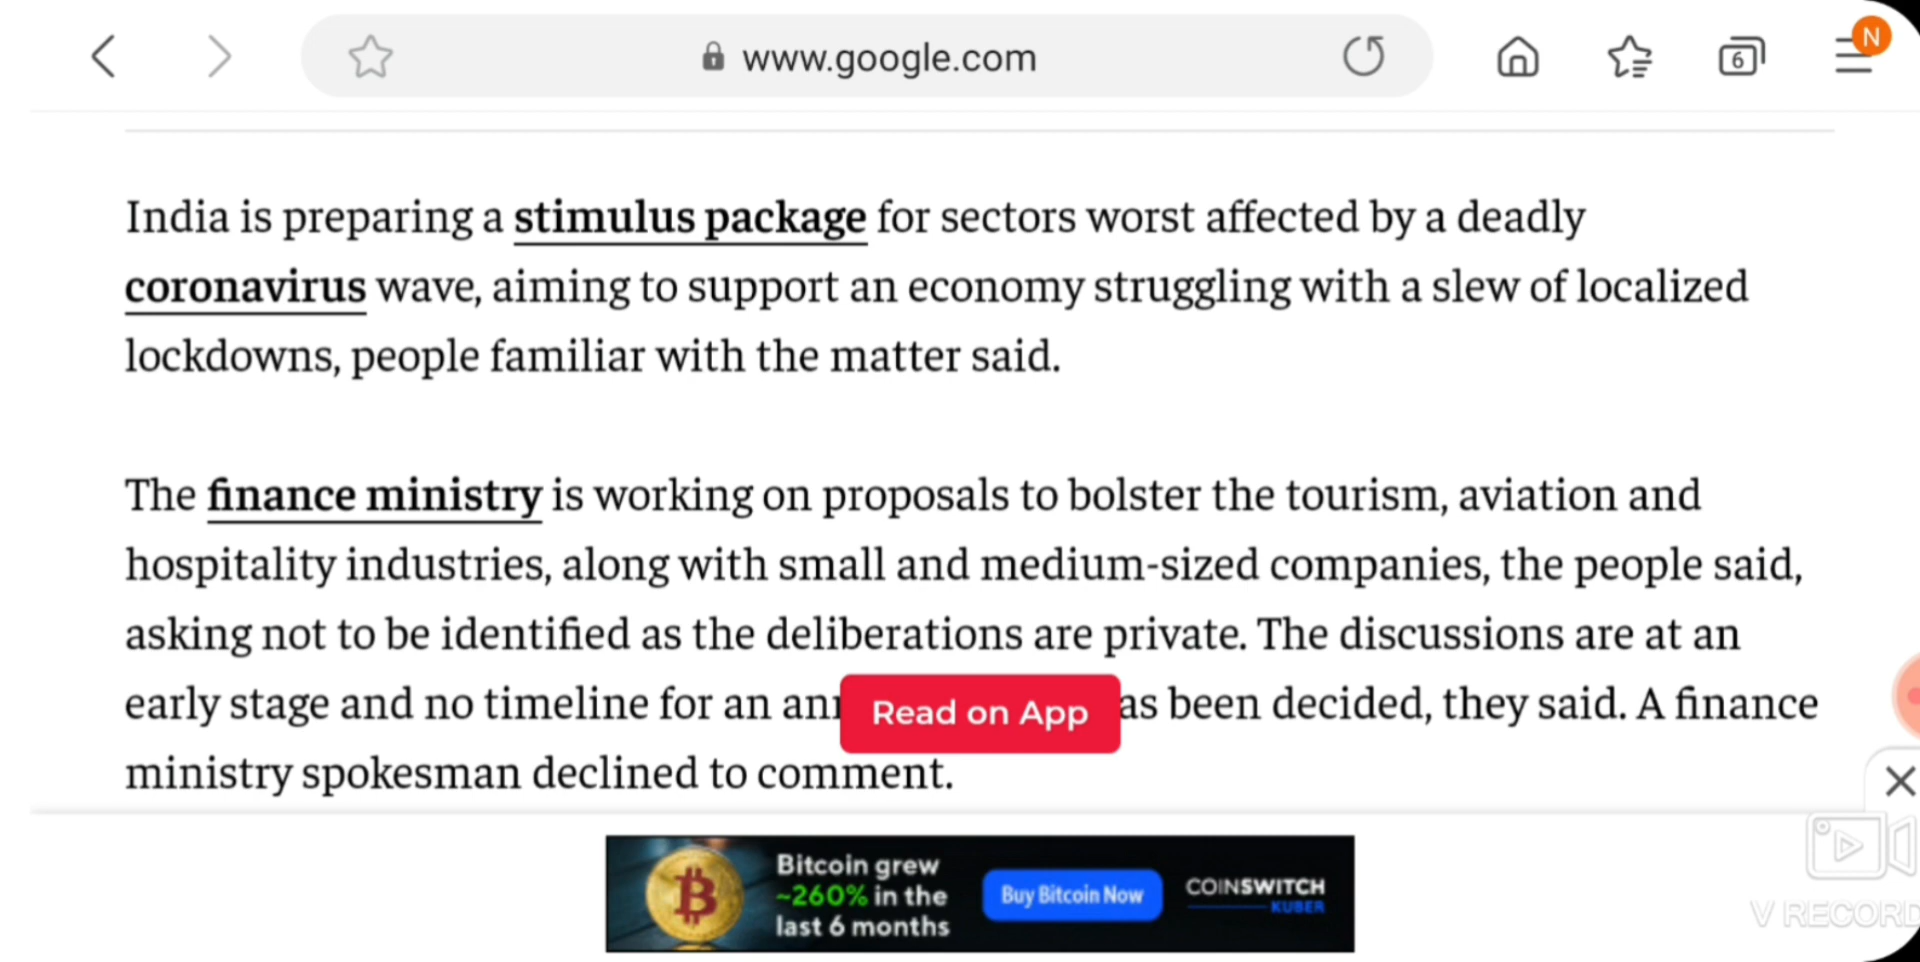 www.google.com
6
N
India is preparing a stimulus package for sectors worst affected by a deadly
coronavirus wave, aiming to support an economy struggling with a slew of localized
lockdowns, people familiar with the matter said.
The finance ministry is working on proposals to bolster the tourism, aviation and
hospitality industries, along with small and medium-sized companies, the people said,
asking not to be identified as the deliberations are private. The discussions are at an
early stage and no timeline for an as been decided, they said. A finance
Read on App
ministry spokesman declined to comment.
Bitcoin grew
~260% in the
last 6 months
Buy Bitcoin Now
COINSWITCH
KUBER
V RECORD